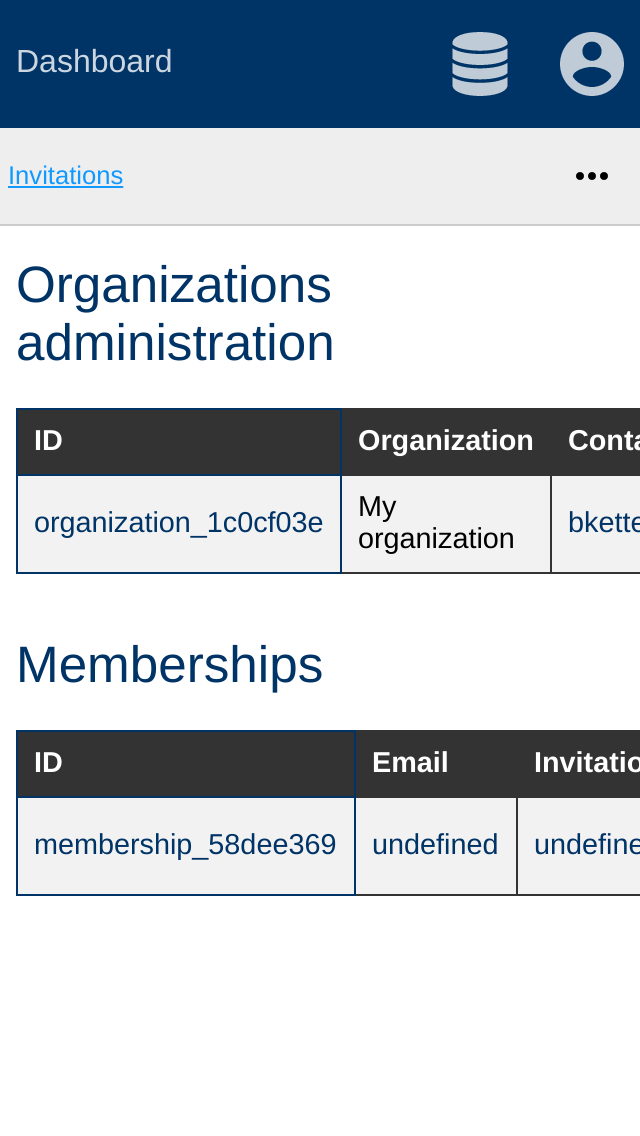 Dashboard
Invitations
Organizations
administration
ID Organization Conta
organization_1c0cf03e My organization bkette
Memberships
ID Email Invitatio
membership_58dee369 undefined undefine